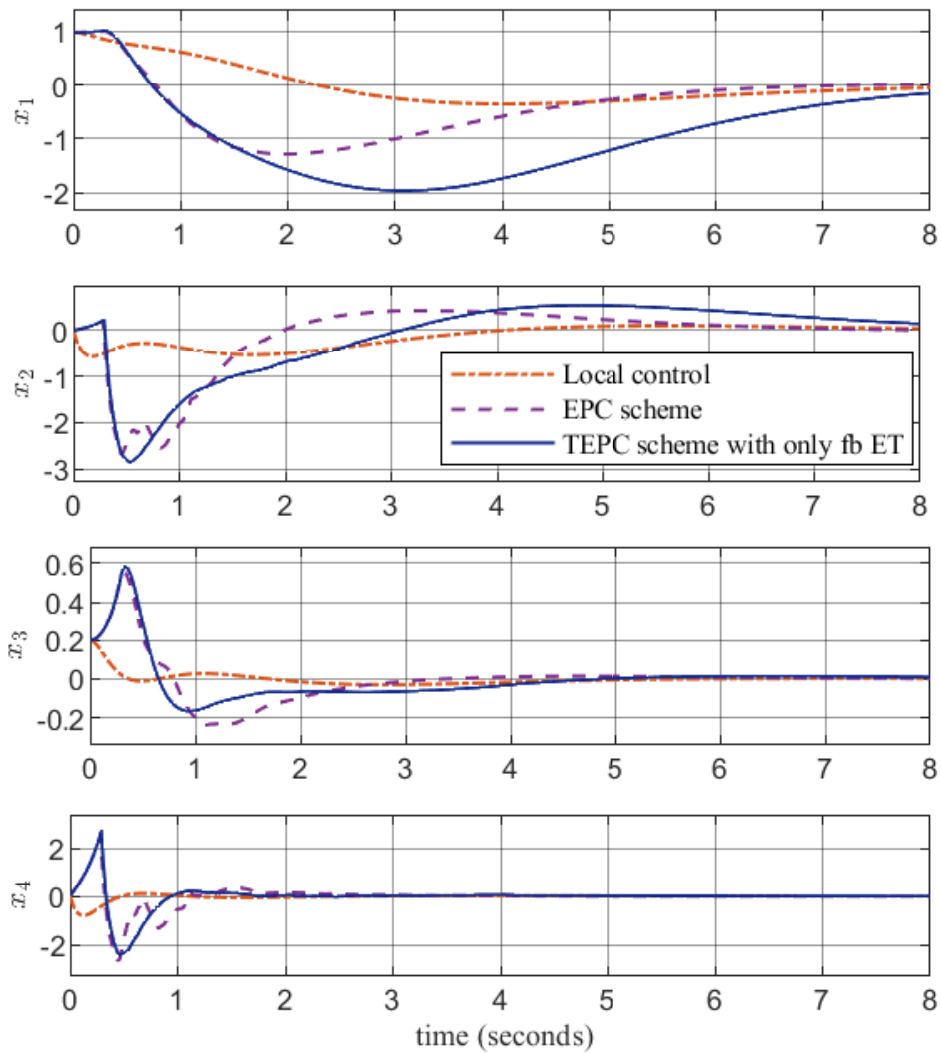 1
0
-1
-2
x₁
0 1 2 3 4 5 6 7 8
0
-1
-2
-3
x₂
Local control
EPC scheme
TEPC scheme with only fb ET
0 1 2 3 4 5 6 7 8
0.6
0.4
0.2
0
-0.2
x₃
0 1 2 3 4 5 6 7 8
2
0
-2
x₄
0 1 2 3 4 5 6 7 8
time (seconds)